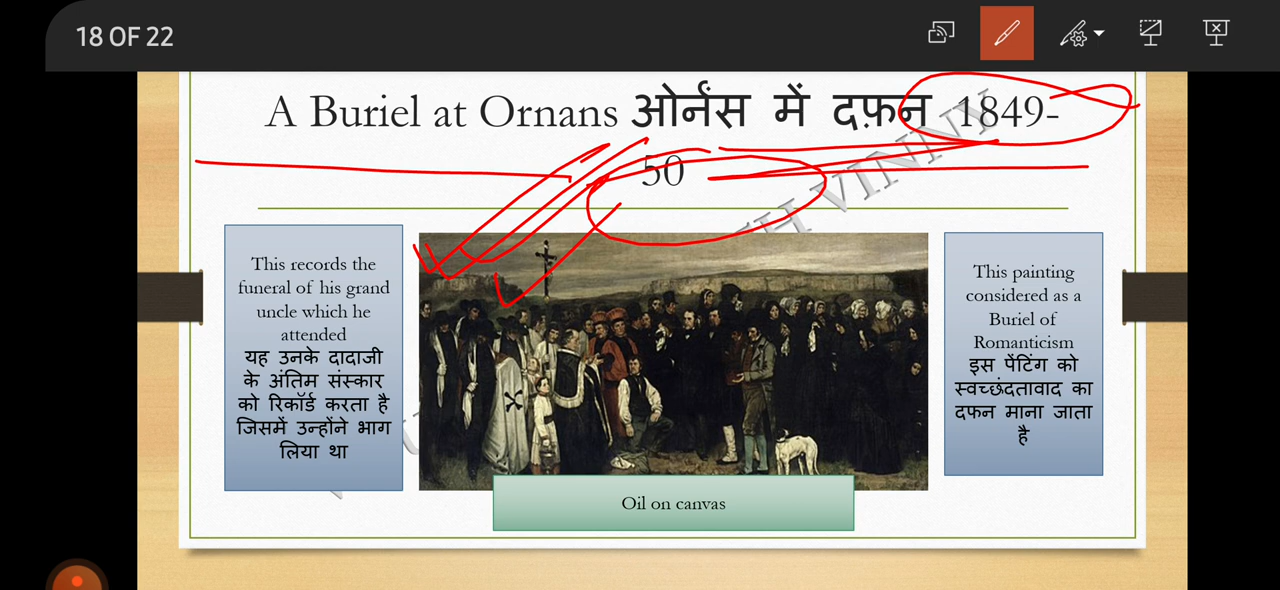 18 OF 22
A Buriel at Ornans ओर्नंस में दफ़न 1849-
50
This records the
funeral of his grand
uncle which he
attended
यह उनके दादाजी
के अंतिम संस्कार
को रिकॉर्ड करता है
जिसमें उन्होंने भाग
लिया था
This painting
considered as a
Buriel of
Romanticism
इस पेंटिंग को
स्वच्छंदतावाद का
दफन माना जाता
है
Oil on canvas
VINNY